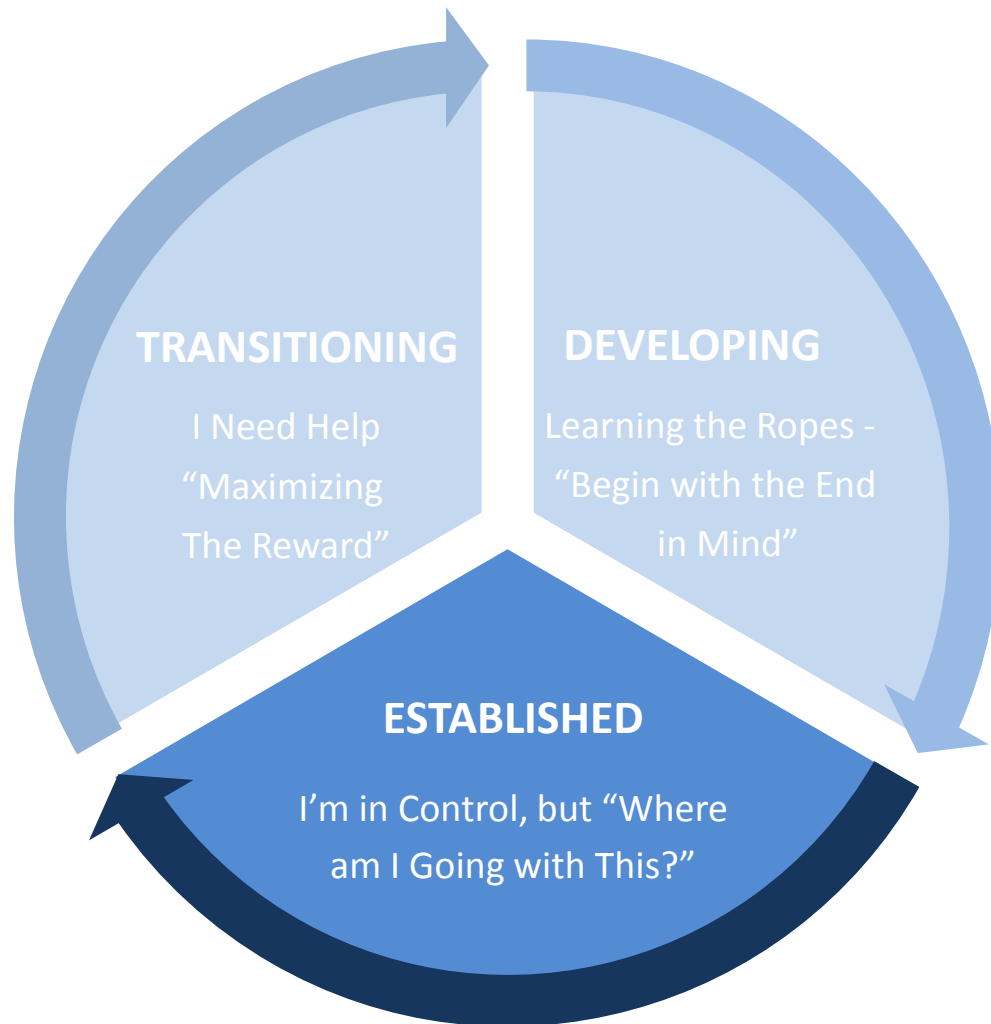 TRANSITIONING
I Need Help
“Maximizing
The Reward”
DEVELOPING
Learning the Ropes -
“Begin with the End
in Mind”
ESTABLISHED
I’m in Control, but “Where
am I Going with This?”